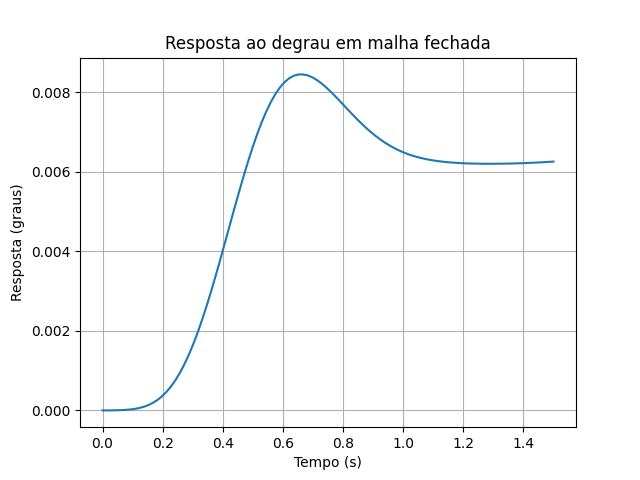 Resposta ao degrau em malha fechada
0.008
0.006
0.004
0.002
0.000
Resposta (graus)
0.0 0.2 0.4 0.6 0.8 1.0 1.2 1.4
Tempo (s)